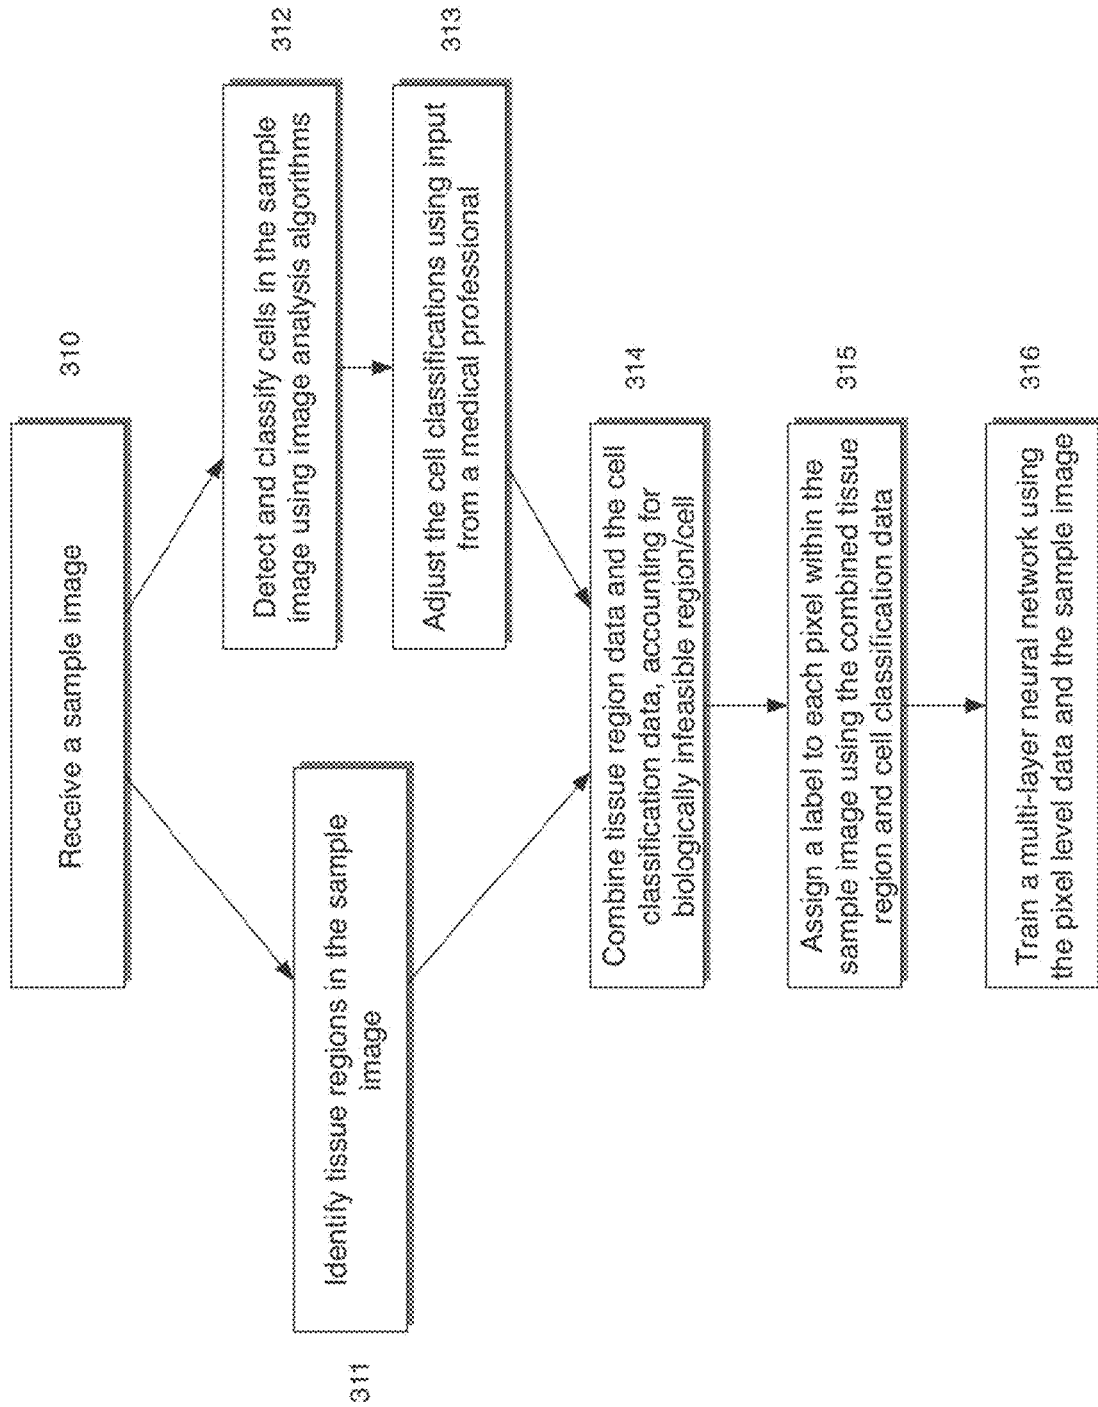 310
Receive a sample image
311
Identify tissue regions in the sample
image
312
Detect and classify cells in the sample
image using image analysis algorithms
313
Adjust the cell classifications using input
from a medical professional
314
Combine tissue region data and the cell
classification data, accounting for
biologically infeasible region/cell
315
Assign a label to each pixel within the
sample image using the combined tissue
region and cell classification data
316
Train a multi-layer neural network using
the pixel level data and the sample image